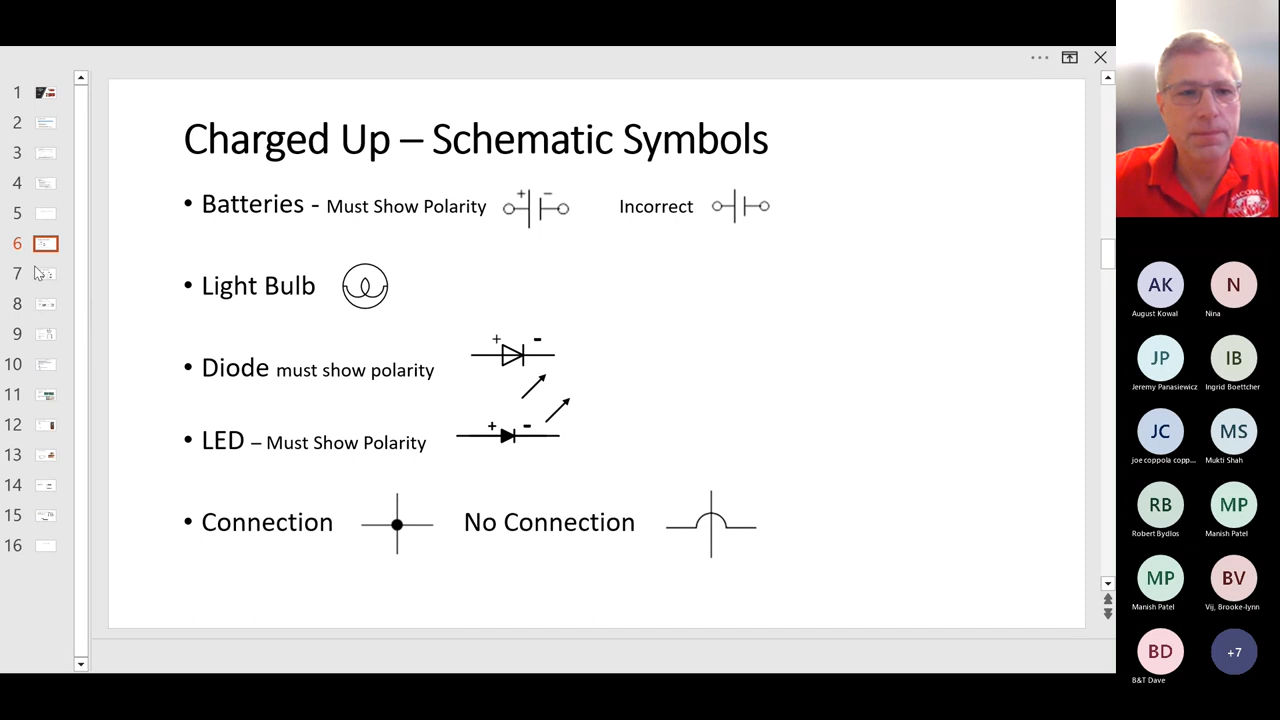 Charged Up – Schematic Symbols
• Batteries - Must Show Polarity + - Incorrect
• Light Bulb
• Diode must show polarity + -
• LED – Must Show Polarity + -
• Connection No Connection
1
2
3
4
5
6
7
8
9
10
11
12
13
14
15
16
AK N
August Kowal Nina
JP IB
Jeremy Panasiewicz Ingrid Boettcher
JC MS
joe coppola copp... Mukti Shah
RB MP
Robert Bydlos Manish Patel
MP BV
Manish Patel Vij, Brooke-lynn
BD +7
B&T Dave